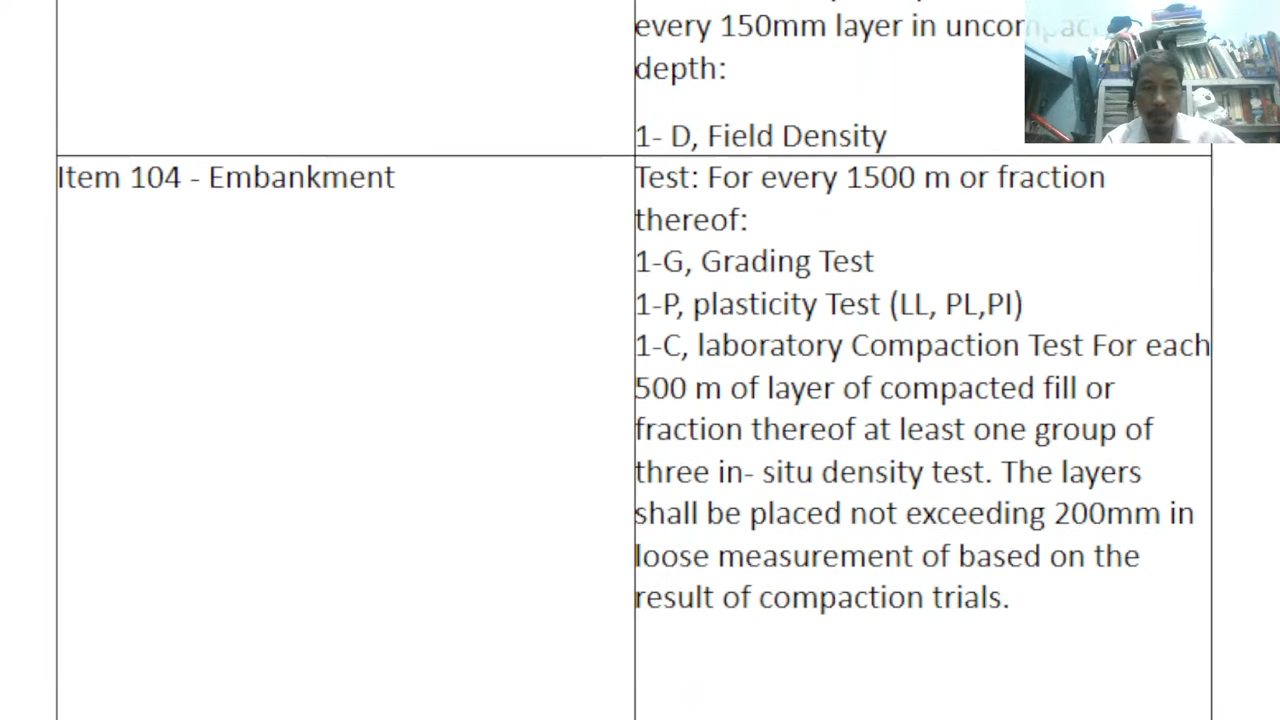 every 150mm layer in uncompac
depth:
1- D, Field Density
Item 104 - Embankment
Test: For every 1500 m or fraction
thereof:
1-G, Grading Test
1-P, plasticity Test (LL, PL,PI)
1-C, laboratory Compaction Test For each
500 m of layer of compacted fill or
fraction thereof at least one group of
three in- situ density test. The layers
shall be placed not exceeding 200mm in
loose measurement of based on the
result of compaction trials.